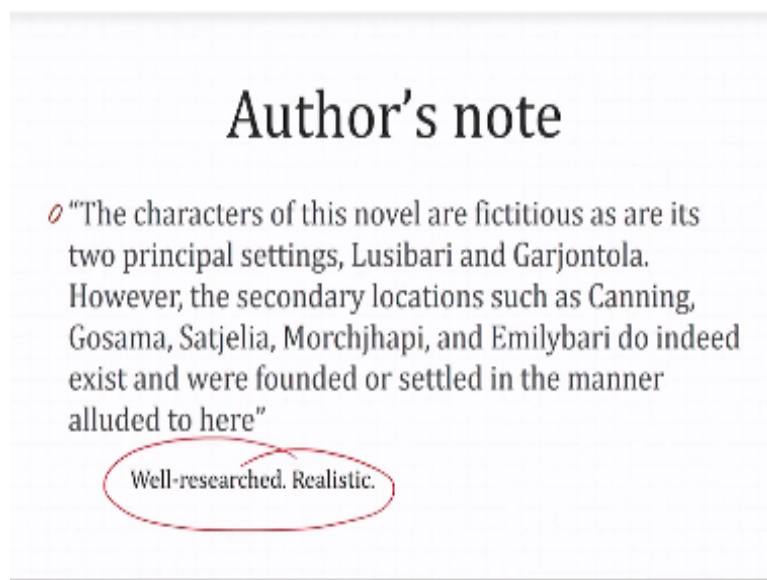 Author's note
“The characters of this novel are fictitious as are its
two principal settings, Lusibari and Garjontola.
However, the secondary locations such as Canning,
Gosama, Satjelia, Morchjhapi, and Emilybari do indeed
exist and were founded or settled in the manner
alluded to here”
Well-researched. Realistic.